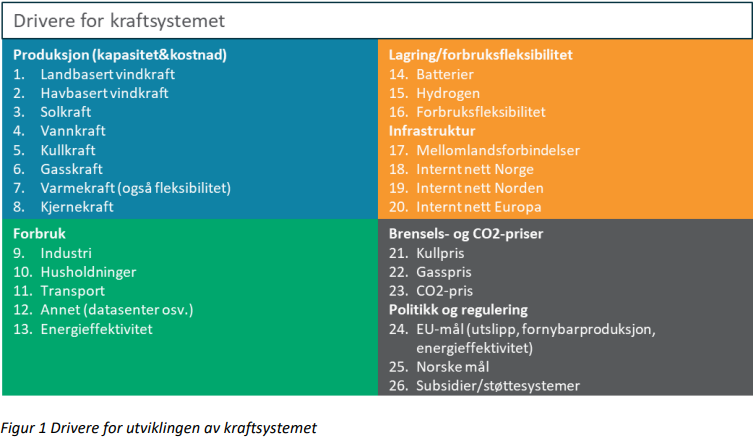 Drivere for kraftsystemet
Produksjon (kapasitet&kostnad)
1. Landbasert vindkraft
2. Havbasert vindkraft
3. Solkraft
4. Vannkraft
5. Kullkraft
6. Gasskraft
7. Varmekraft (også fleksibilitet)
8. Kjernekraft
Lagring/forbruksfleksibilitet
14. Batterier
15. Hydrogen
16. Forbruksfleksibilitet
Infrastruktur
17. Mellomlandsforbindelser
18. Internt nett Norge
19. Internt nett Norden
20. Internt nett Europa
Forbruk
9. Industri
10. Husholdninger
11. Transport
12. Annet (datasenter osv.)
13. Energieffektivitet
Brensels- og CO2-priser
21. Kullpris
22. Gasspris
23. CO2-pris
Politikk og regulering
24. EU-mål (utslipp, fornybarproduksjon,
energieffektivitet)
25. Norske mål
26. Subsidier/støttesystemer
Figur 1 Drivere for utviklingen av kraftsystemet